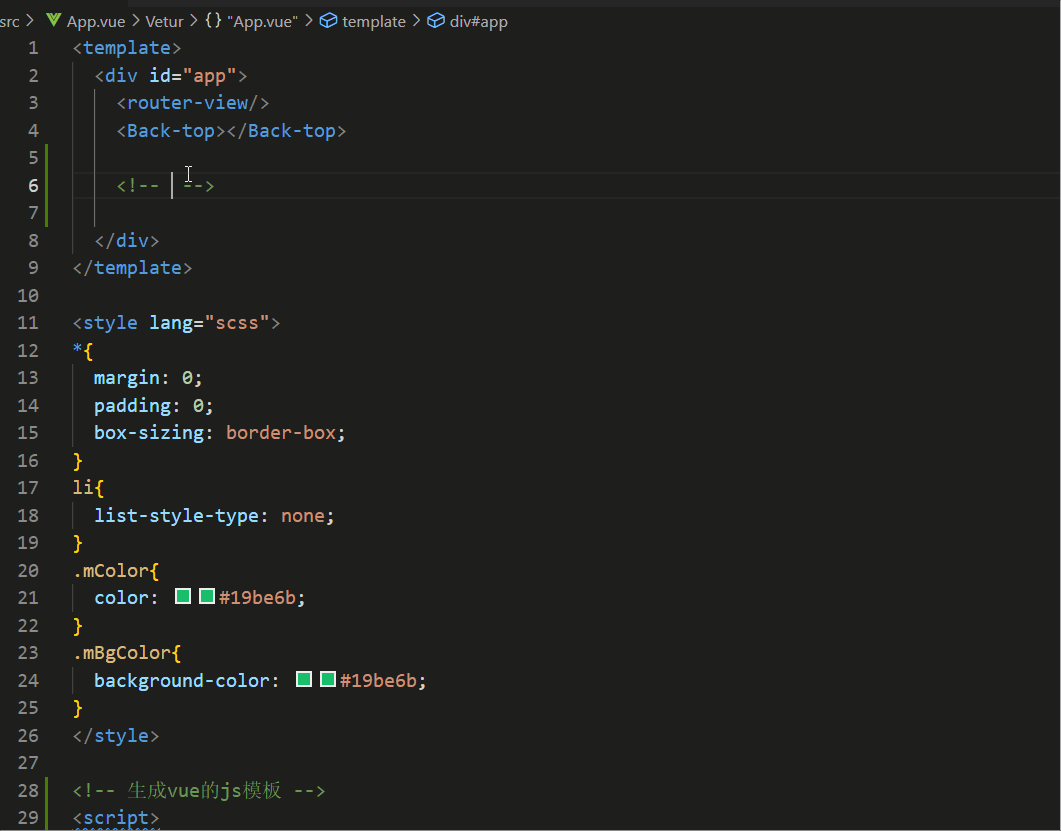 src > App.vue > Vetur > {} "App.vue" > template > div#app
1 <template>
2 <div id="app">
3 <router-view/>
4 <Back-top></Back-top>
5
6 <!--  -->
7
8 </div>
9 </template>
10
11 <style lang="scss">
12 *{
13 margin: 0;
14 padding: 0;
15 box-sizing: border-box;
16 }
17 li{
18 list-style-type: none;
19 }
20 .mColor{
21 color: #19be6b;
22 }
23 .mBgColor{
24 background-color: #19be6b;
25 }
26 </style>
27
28 <!-- 生成vue的js模板 -->
29 <script>